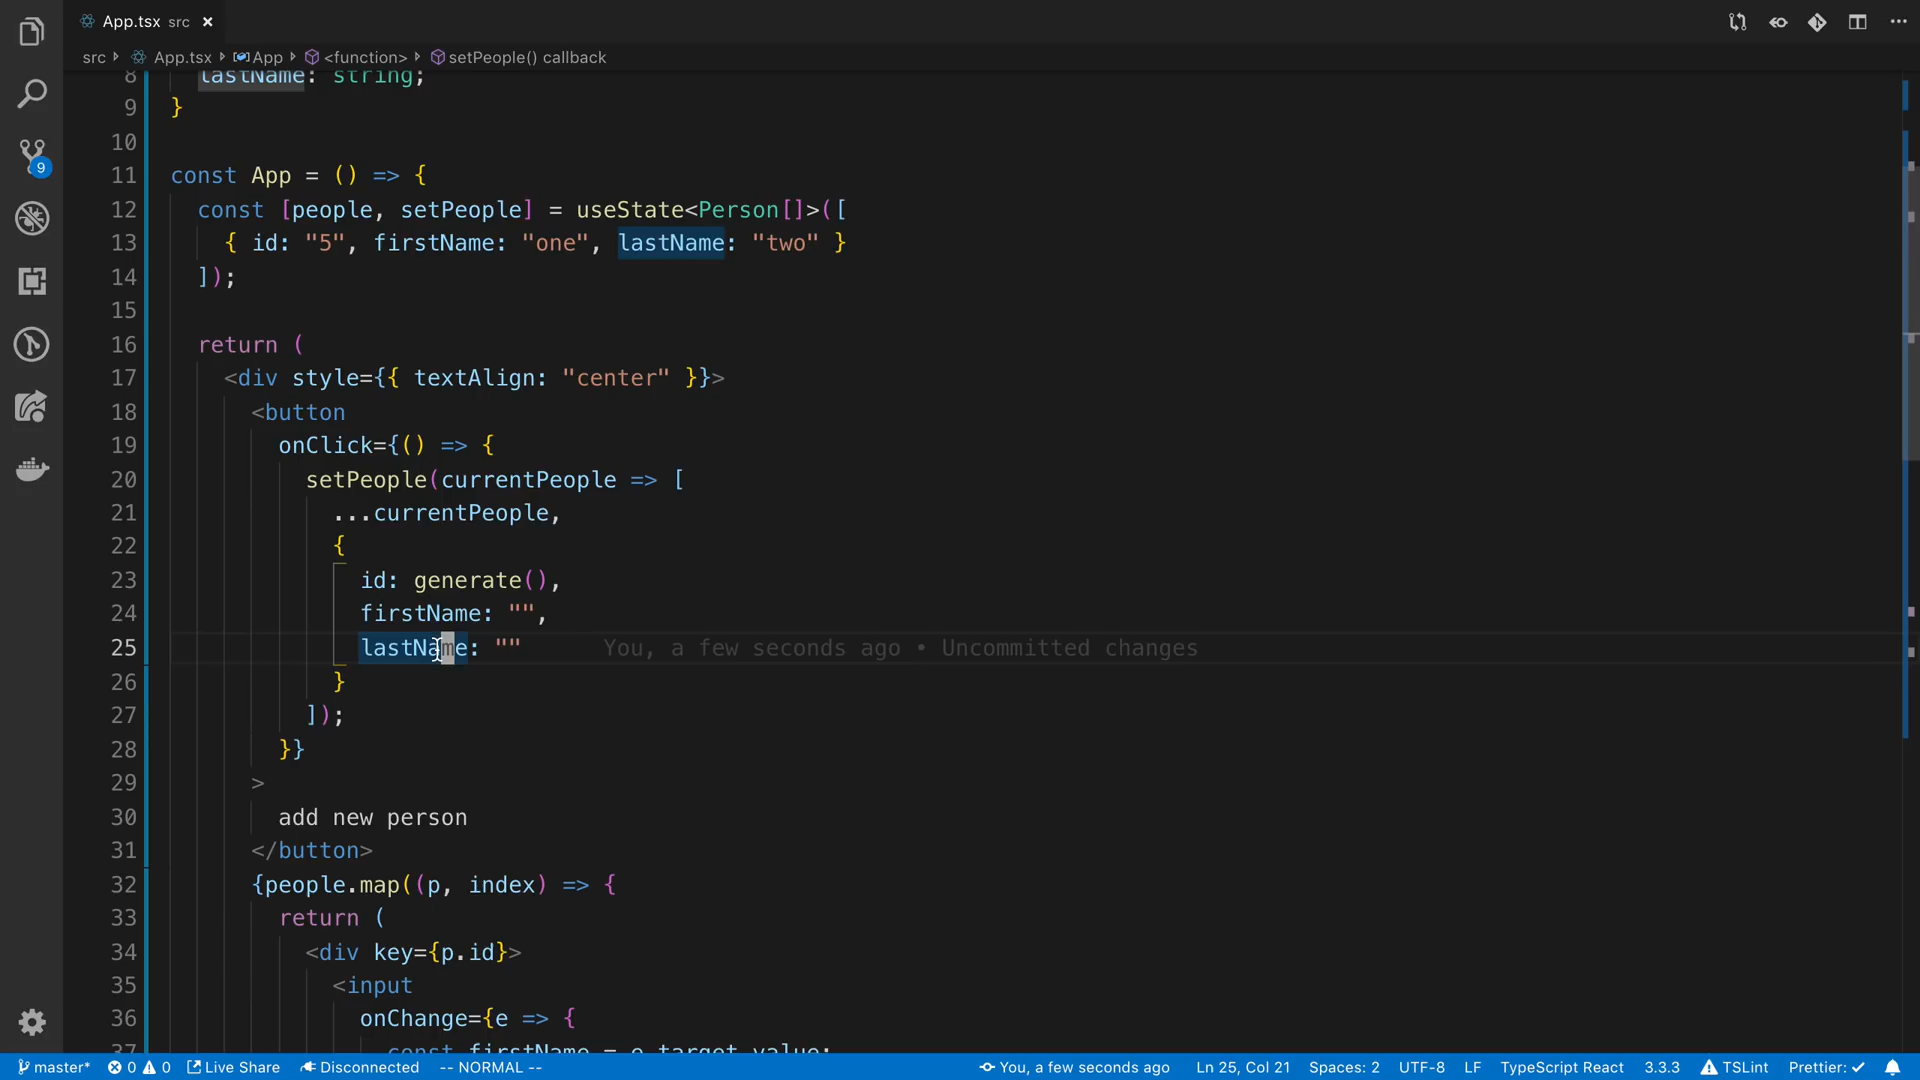 App.tsx src ×
src › App.tsx › App › <function> › setPeople() callback
8 lastName: string;
9 }
10
11 const App = () => {
12 const [people, setPeople] = useState<Person[]>([
13 { id: "5", firstName: "one", lastName: "two" }
14 ]);
15
16 return (
17 <div style={{ textAlign: "center" }}>
18 <button
19 onClick={() => {
20 setPeople(currentPeople => [
21 ...currentPeople,
22 {
23 id: generate(),
24 firstName: "",
25 lastName: "" You, a few seconds ago • Uncommitted changes
26 }
27 ]);
28 }}
29 >
30 add new person
31 </button>
32 {people.map((p, index) => {
33 return (
34 <div key={p.id}>
35 <input
36 onChange={e => {
37 const firstName = e.target.value;
9
master* 0 0 Live Share Disconnected -- NORMAL -- You, a few seconds ago Ln 25, Col 21 Spaces: 2 UTF-8 LF TypeScript React 3.3.3 TSLint Prettier: ✓